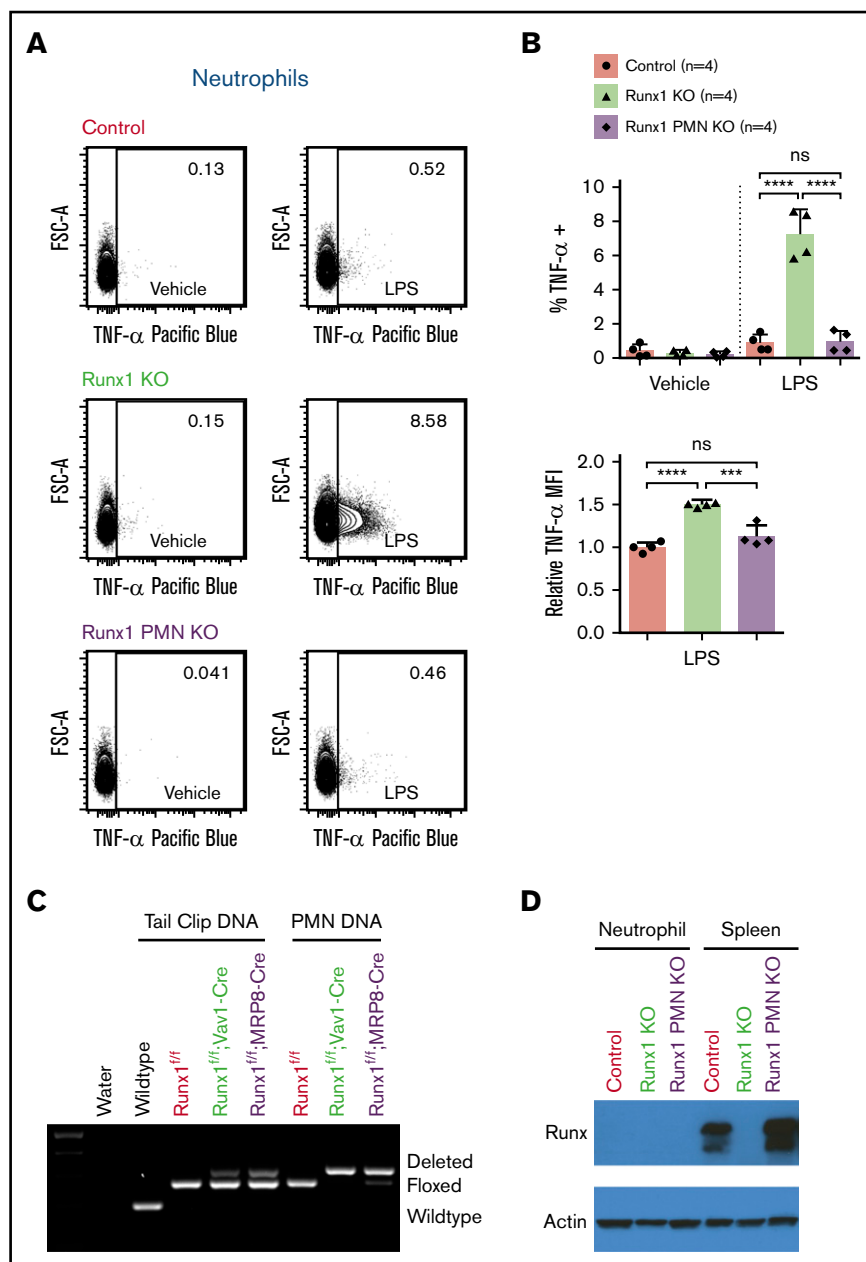 A
Neutrophils
Control
FSC-A
0.13
Vehicle
TNF-α Pacific Blue
FSC-A
0.52
LPS
TNF-α Pacific Blue
Runx1 KO
FSC-A
0.15
Vehicle
TNF-α Pacific Blue
FSC-A
8.58
LPS
TNF-α Pacific Blue
Runx1 PMN KO
FSC-A
0.041
Vehicle
TNF-α Pacific Blue
FSC-A
0.46
LPS
TNF-α Pacific Blue
B
Control (n=4)
Runx1 KO (n=4)
Runx1 PMN KO (n=4)
ns
**** ****
% TNF-α +
10
8
6
4
2
0
Vehicle LPS
ns
**** ***
Relative TNF-α MFI
2.0
1.5
1.0
0.5
0.0
LPS
C
Tail Clip DNA PMN DNA
Water
Wildtype
Runx1f/f
Runx1f/f;Vav1-Cre
Runx1f/f;MRP8-Cre
Runx1f/f
Runx1f/f;Vav1-Cre
Runx1f/f;MRP8-Cre
Deleted
Floxed
Wildtype
D
Neutrophil Spleen
Control
Runx1 KO
Runx1 PMN KO
Control
Runx1 KO
Runx1 PMN KO
Runx
Actin